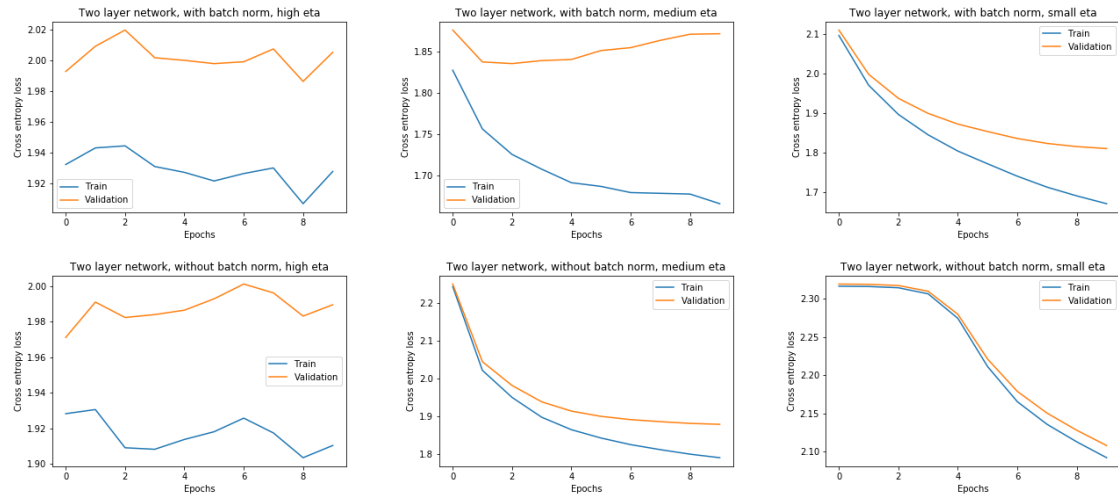 Two layer network, with batch norm, high eta
2.02
2.00
1.98
1.96
1.94
1.92
Cross entropy loss
Train
Validation
0 2 4 6 8
Epochs
Two layer network, with batch norm, medium eta
1.85
1.80
1.75
1.70
Cross entropy loss
Train
Validation
0 2 4 6 8
Epochs
Two layer network, with batch norm, small eta
2.1
2.0
1.9
1.8
1.7
Cross entropy loss
Train
Validation
0 2 4 6 8
Epochs
Two layer network, without batch norm, high eta
2.00
1.98
1.96
1.94
1.92
1.90
Cross entropy loss
Train
Validation
0 2 4 6 8
Epochs
Two layer network, without batch norm, medium eta
2.2
2.1
2.0
1.9
1.8
Cross entropy loss
Train
Validation
0 2 4 6 8
Epochs
Two layer network, without batch norm, small eta
2.30
2.25
2.20
2.15
2.10
Cross entropy loss
Train
Validation
0 2 4 6 8
Epochs